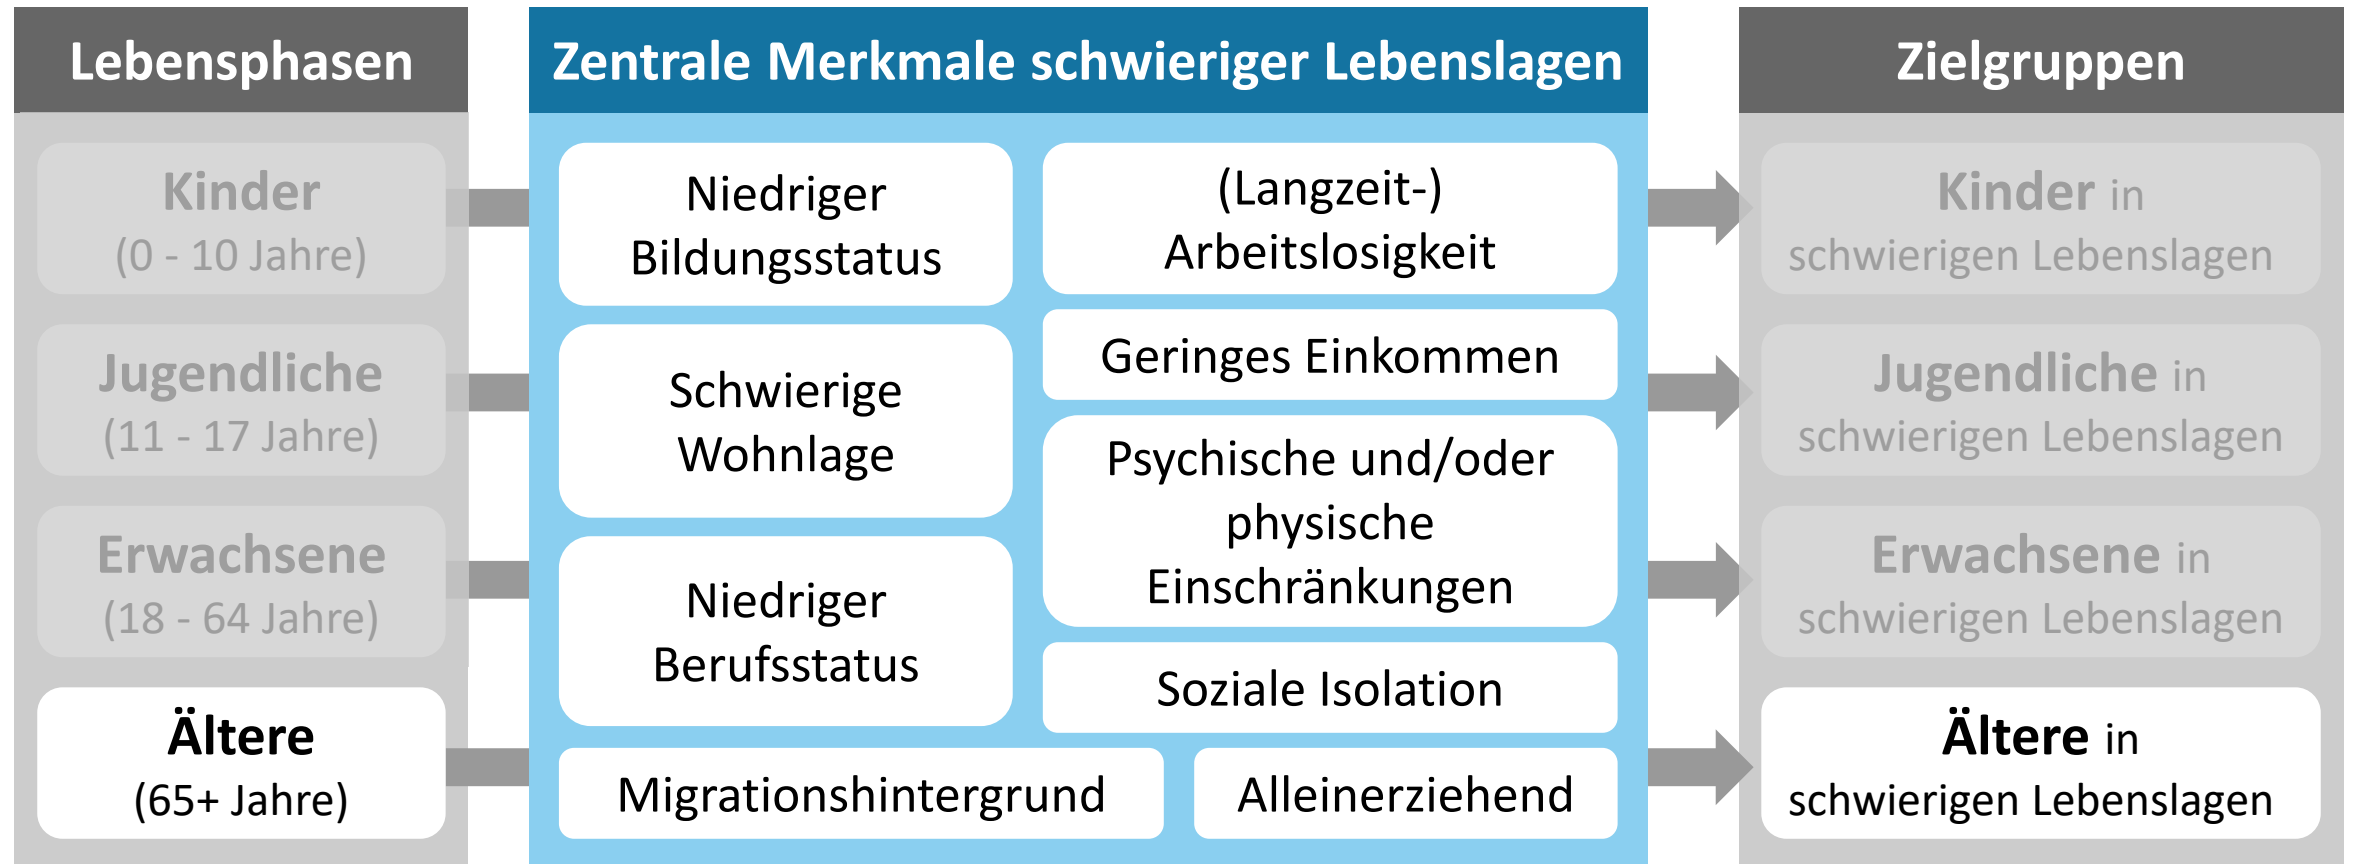 Lebensphasen
Kinder
(0 - 10 Jahre)
Jugendliche
(11 - 17 Jahre)
Erwachsene
(18 - 64 Jahre)
Ältere
(65+ Jahre)
Zentrale Merkmale schwieriger Lebenslagen
Niedriger
Bildungsstatus
(Langzeit-)
Arbeitslosigkeit
Schwierige
Wohnlage
Geringes Einkommen
Psychische und/oder
physische
Einschränkungen
Niedriger
Berufsstatus
Soziale Isolation
Migrationshintergrund
Alleinerziehend
Zielgruppen
Kinder in
schwierigen Lebenslagen
Jugendliche in
schwierigen Lebenslagen
Erwachsene in
schwierigen Lebenslagen
Ältere in
schwierigen Lebenslagen